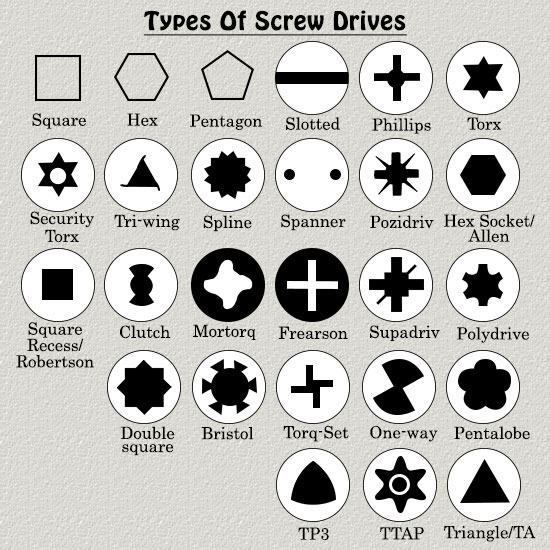 Types Of Screw Drives
Square
Hex
Pentagon
Slotted
Phillips
Torx
Security
Torx
Tri-wing
Spline
Spanner
Pozidriv
Hex Socket/
Allen
Square
Recess/
Robertson
Clutch
Mortorq
Frearson
Supadriv
Polydrive
Double
square
Bristol
Torq-Set
One-way
Pentalobe
TP3
TTAP
Triangle/TA